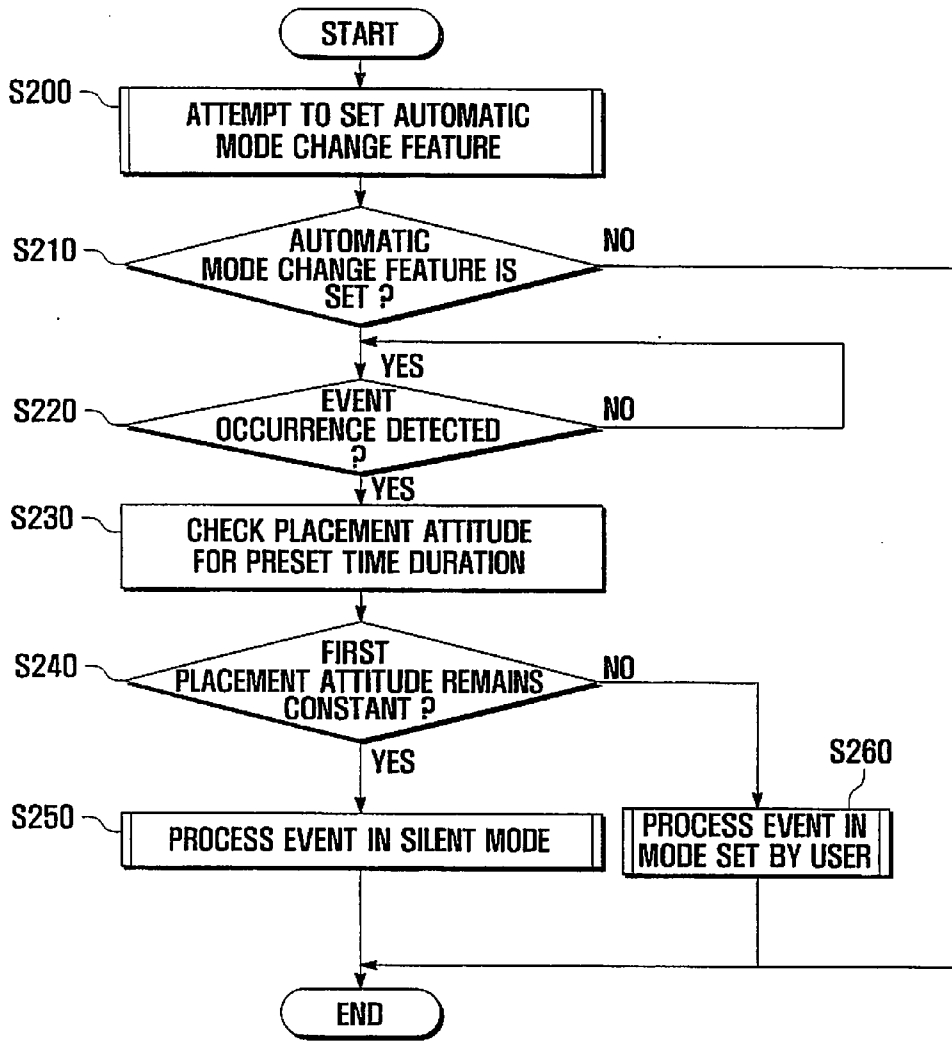 START
S200
ATTEMPT TO SET AUTOMATIC
MODE CHANGE FEATURE
S210
AUTOMATIC
MODE CHANGE FEATURE IS
SET ?
NO
YES
S220
EVENT
OCCURRENCE DETECTED
?
NO
YES
S230
CHECK PLACEMENT ATTITUDE
FOR PRESET TIME DURATION
S240
FIRST
PLACEMENT ATTITUDE REMAINS
CONSTANT ?
NO
YES
S260
S250
PROCESS EVENT IN SILENT MODE
PROCESS EVENT IN
MODE SET BY USER
END